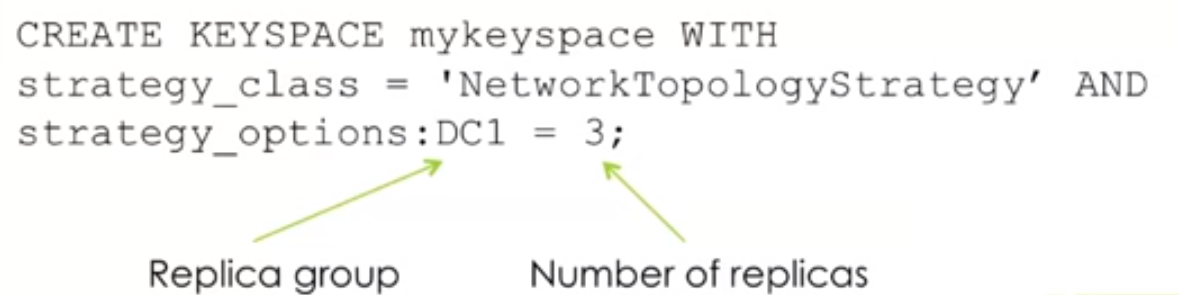 CREATE KEYSPACE mykeyspace WITH
strategy_class = 'NetworkTopologyStrategy’ AND
strategy_options:DC1 = 3;
Replica group
Number of replicas